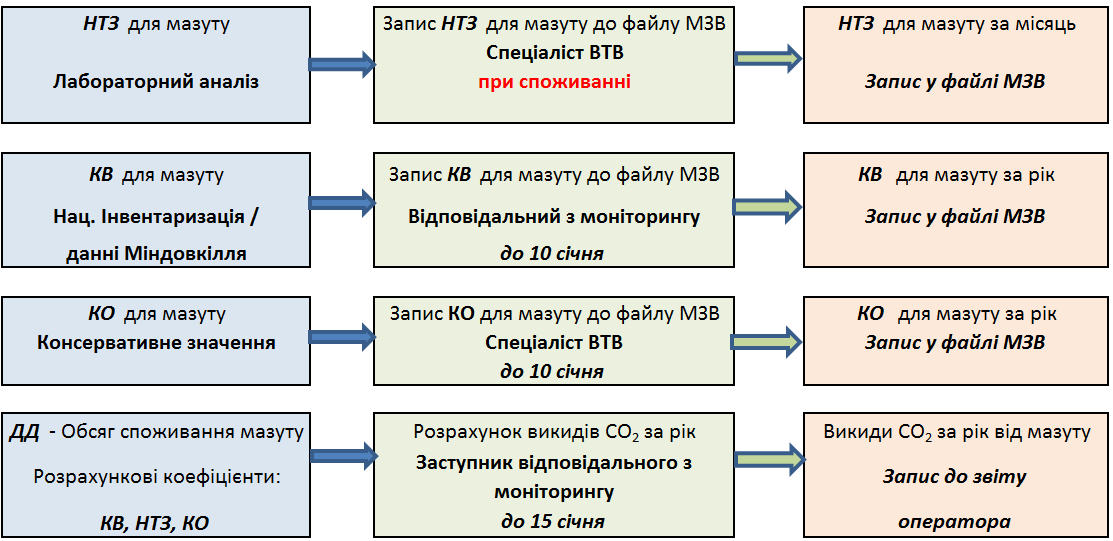 НТЗ для мазуту
Лабораторний аналіз
Запис НТЗ для мазуту до файлу МЗВ
Спеціаліст ВТВ
при споживанні
НТЗ для мазуту за місяць
Запис у файлі МЗВ
КВ для мазуту
Нац. Інвентаризація /
данні Міндовкілля
Запис КВ для мазуту до файлу МЗВ
Відповідальний з моніторингу
до 10 січня
КВ для мазуту за рік
Запис у файлі МЗВ
КО для мазуту
Консервативне значення
Запис КО для мазуту до файлу МЗВ
Спеціаліст ВТВ
до 10 січня
КО для мазуту за рік
Запис у файлі МЗВ
ДД - Обсяг споживання мазуту
Розрахункові коефіцієнти:
КВ, НТЗ, КО
Розрахунок викидів CO₂ за рік
Заступник відповідального з
моніторингу
до 15 січня
Викиди CO₂ за рік від мазуту
Запис до звіту
оператора